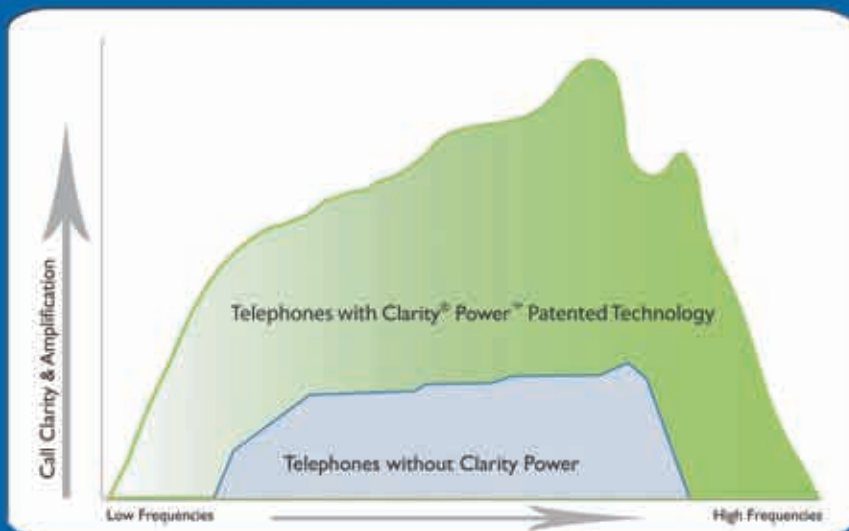 Call Clarity & Amplification
Telephones with Clarity® Power™ Patented Technology
Telephones without Clarity Power
Low Frequencies
High Frequencies